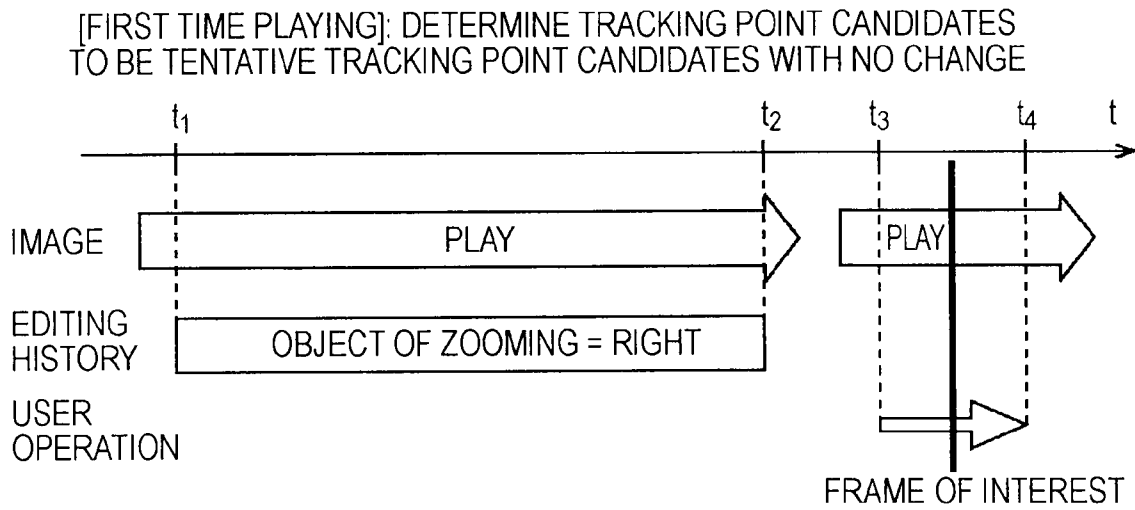 [FIRST TIME PLAYING]: DETERMINE TRACKING POINT CANDIDATES
TO BE TENTATIVE TRACKING POINT CANDIDATES WITH NO CHANGE
t1 t2 t3 t4 t
IMAGE PLAY PLAY
EDITING
HISTORY
OBJECT OF ZOOMING = RIGHT
USER
OPERATION
FRAME OF INTEREST